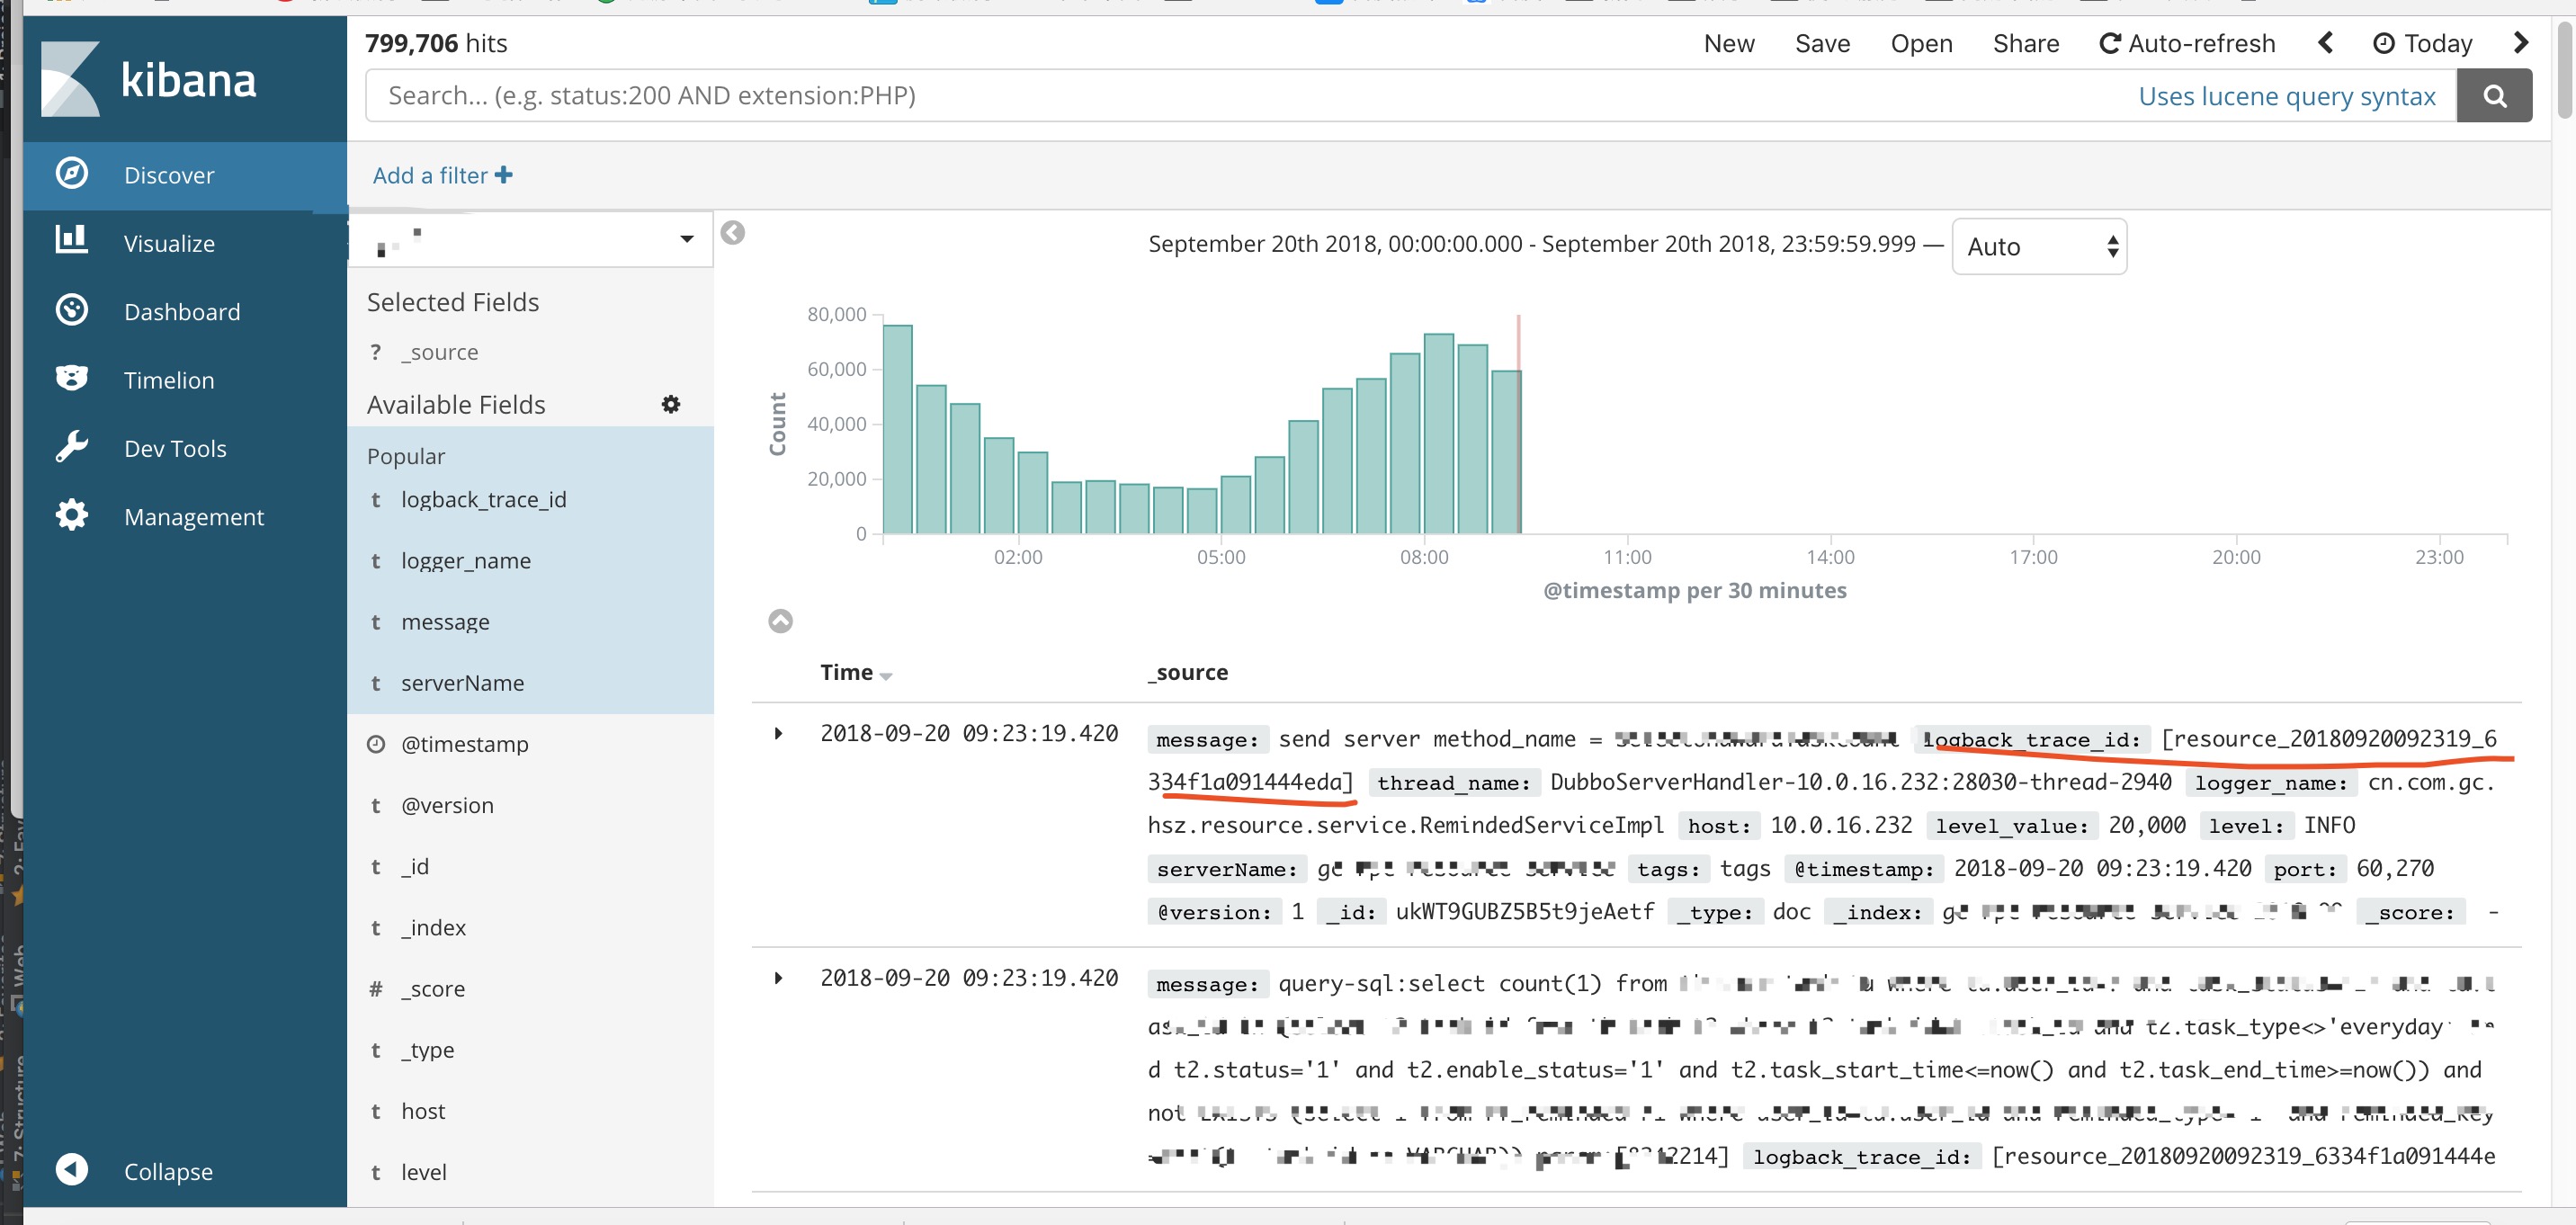 kibana
Discover
Visualize
Dashboard
Timelion
Dev Tools
Management
Collapse
799,706 hits
New Save Open Share Auto-refresh Today
Search... (e.g. status:200 AND extension:PHP)
Uses lucene query syntax
Add a filter
Selected Fields
? _source
Available Fields
Popular
t logback_trace_id
t logger_name
t message
t serverName
@timestamp
t @version
t _id
t _index
# _score
t _type
t host
t level
September 20th 2018, 00:00:00.000 - September 20th 2018, 23:59:59.999 — Auto
Count
80,000
60,000
40,000
20,000
0
02:00 05:00 08:00 11:00 14:00 17:00 20:00 23:00
@timestamp per 30 minutes
Time _source
2018-09-20 09:23:19.420 message: send server method_name = logback_trace_id: [resource_20180920092319_6
334f1a091444eda] thread_name: DubboServerHandler-10.0.16.232:28030-thread-2940 logger_name: cn.com.gc.
hsz.resource.service.RemindedServiceImpl host: 10.0.16.232 level_value: 20,000 level: INFO
serverName: tags: tags @timestamp: 2018-09-20 09:23:19.420 port: 60,270
@version: 1 _id: ukWT9GUBZ5B5t9jeAetf _type: doc _index: _score: -
2018-09-20 09:23:19.420 message: query-sql:select count(1) from
and t2.task_type<>'everyday'
d t2.status='1' and t2.enable_status='1' and t2.task_start_time<=now() and t2.task_end_time>=now()) and
not
2214] logback_trace_id: [resource_20180920092319_6334f1a091444e
2: Fav
Web
7: Structure